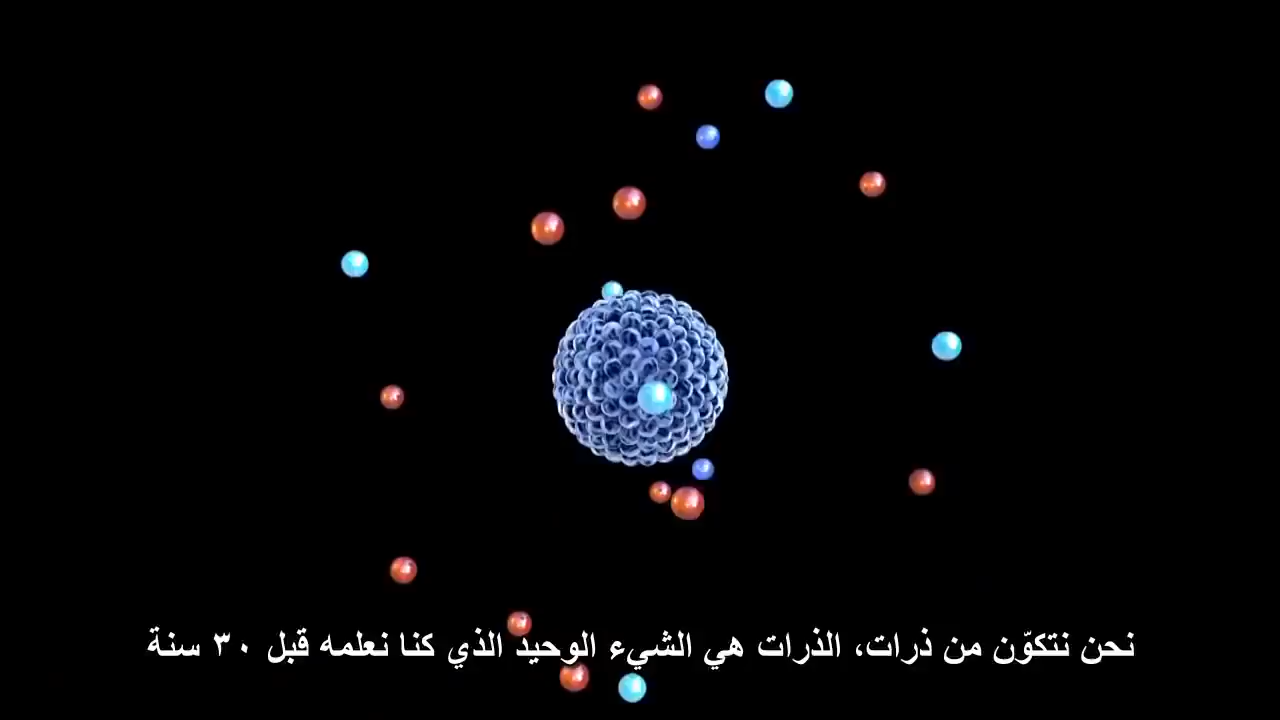 نحن نتكوّن من ذرات، الذرات هي الشيء الوحيد الذي كنا نعلمه قبل ٣٠ سنة